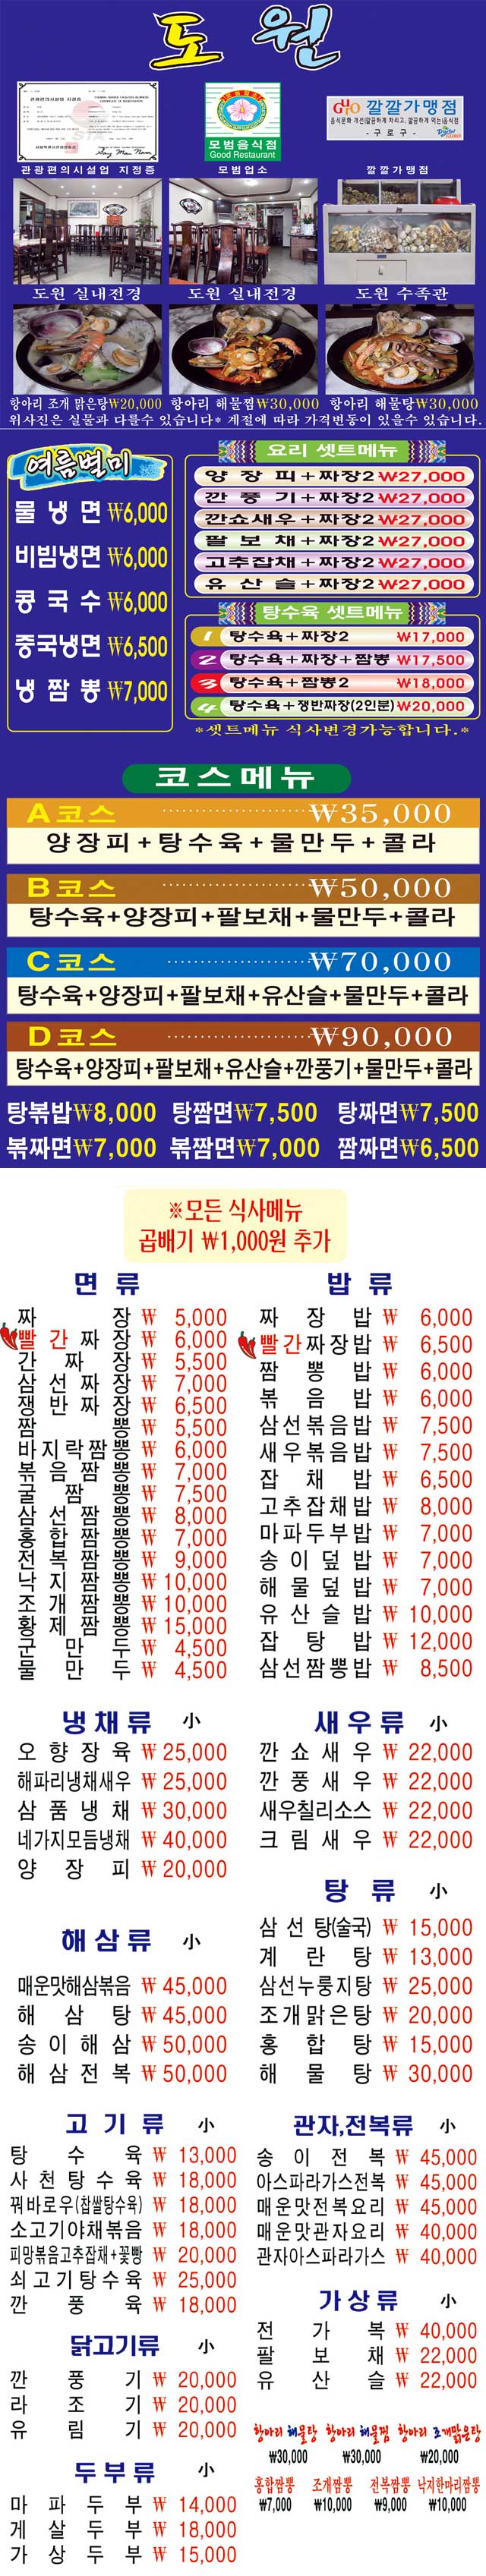 도 원
관광편의시설업 지정증
모범음식점
Good Restaurant
깔깔가맹점
음식문화 개선(깔끔하게 차리고, 깔끔하게 먹는)음식점
- 구 로 구 -
관광편의시설업 지정증
모범업소
깔깔가맹점
도원 실내전경
도원 실내전경
도원 수족관
항아리 조개 맑은탕₩20,000
항아리 해물찜₩30,000
항아리 해물탕₩30,000
위사진은 실물과 다를수 있습니다* 계절에 따라 가격변동이 있을수 있습니다.
여름별미
물 냉 면 ₩6,000
비빔냉면 ₩6,000
콩 국 수 ₩6,000
중국냉면 ₩6,500
냉 짬 뽕 ₩7,000
요리 셋트메뉴
양 장 피+짜장2 ₩27,000
깐 풍 기+짜장2 ₩27,000
깐쇼새우+짜장2 ₩27,000
팔 보 채+짜장2 ₩27,000
고추잡채+짜장2 ₩27,000
유 산 슬+짜장2 ₩27,000
탕수육 셋트메뉴
1 탕수육+짜장2 ₩17,000
2 탕수육+짜장+짬뽕 ₩17,500
3 탕수육+짬뽕2 ₩18,000
4 탕수육+쟁반짜장(2인분) ₩20,000
*셋트메뉴 식사변경가능합니다.*
코스메뉴
A코스 ······················₩35,000
양장피+탕수육+물만두+콜라
B코스 ······················₩50,000
탕수육+양장피+팔보채+물만두+콜라
C코스 ······················₩70,000
탕수육+양장피+팔보채+유산슬+물만두+콜라
D코스 ······················₩90,000
탕수육+양장피+팔보채+유산슬+깐풍기+물만두+콜라
탕볶밥₩8,000 탕짬면₩7,500 탕짜면₩7,500
볶짜면₩7,000 볶짬면₩7,000 짬짜면₩6,500
※모든 식사메뉴
곱배기 ₩1,000원 추가
면 류
짜 장 ₩ 5,000
빨 간 짜 장 ₩ 6,000
간 짜 장 ₩ 5,500
삼 선 짜 장 ₩ 7,000
쟁 반 짜 장 ₩ 6,500
짬 뽕 ₩ 5,500
바 지 락 짬 뽕 ₩ 6,000
볶 음 짬 뽕 ₩ 7,000
굴 짬 뽕 ₩ 7,500
삼 선 짬 뽕 ₩ 8,000
홍 합 짬 뽕 ₩ 7,000
전 복 짬 뽕 ₩ 9,000
낙 지 짬 뽕 ₩ 10,000
조 개 짬 뽕 ₩ 10,000
황 제 짬 뽕 ₩ 15,000
군 만 두 ₩ 4,500
물 만 두 ₩ 4,500
밥 류
짜 장 밥 ₩ 6,000
빨간짜장밥 ₩ 6,500
짬 뽕 밥 ₩ 6,000
볶 음 밥 ₩ 6,000
삼선볶음밥 ₩ 7,500
새우볶음밥 ₩ 7,500
잡 채 밥 ₩ 6,500
고추잡채밥 ₩ 8,000
마파두부밥 ₩ 7,000
송 이 덮 밥 ₩ 7,000
해 물 덮 밥 ₩ 7,000
유 산 슬 밥 ₩ 10,000
잡 탕 밥 ₩ 12,000
삼선짬뽕밥 ₩ 8,500
냉채류 小
오 향 장 육 ₩ 25,000
해파리냉채새우 ₩ 25,000
삼 품 냉 채 ₩ 30,000
네가지모듬냉채 ₩ 40,000
양 장 피 ₩ 20,000
새우류 小
깐 쇼 새 우 ₩ 22,000
깐 풍 새 우 ₩ 22,000
새우칠리소스 ₩ 22,000
크 림 새 우 ₩ 22,000
해삼류 小
매운맛해삼볶음 ₩ 45,000
해 삼 탕 ₩ 45,000
송 이 해 삼 ₩ 50,000
해 삼 전 복 ₩ 50,000
탕 류 小
삼 선 탕(술국) ₩ 15,000
계 란 탕 ₩ 13,000
삼선누룽지탕 ₩ 25,000
조개맑은탕 ₩ 20,000
홍 합 탕 ₩ 15,000
해 물 탕 ₩ 30,000
고기류 小
탕 수 육 ₩ 13,000
사 천 탕 수 육 ₩ 18,000
꿔바로우(찹쌀탕수육) ₩ 18,000
소고기야채볶음 ₩ 18,000
피망볶음고추잡채+꽃빵 ₩ 20,000
쇠고기탕수육 ₩ 25,000
깐 풍 육 ₩ 18,000
관자,전복류 小
송 이 전 복 ₩ 45,000
아스파라가스전복 ₩ 45,000
매운맛전복요리 ₩ 45,000
매운맛관자요리 ₩ 40,000
관자아스파라가스 ₩ 40,000
닭고기류 小
깐 풍 기 ₩ 20,000
라 조 기 ₩ 20,000
유 림 기 ₩ 20,000
가상류 小
전 가 복 ₩ 40,000
팔 보 채 ₩ 22,000
유 산 슬 ₩ 22,000
두부류 小
마 파 두 부 ₩ 14,000
게 살 두 부 ₩ 18,000
가 상 두 부 ₩ 15,000
항아리 해물탕 항아리 해물찜 항아리 조개맑은탕
₩30,000 ₩30,000 ₩20,000
홍합짬뽕 조개짬뽕 전복짬뽕 낙지한마리짬뽕
₩7,000 ₩10,000 ₩9,000 ₩10,000